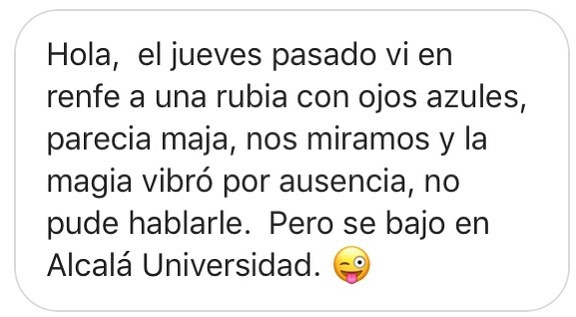 Hola,  el jueves pasado vi en
renfe a una rubia con ojos azules,
parecia maja, nos miramos y la
magia vibró por ausencia, no
pude hablarle.  Pero se bajo en
Alcalá Universidad. 😜